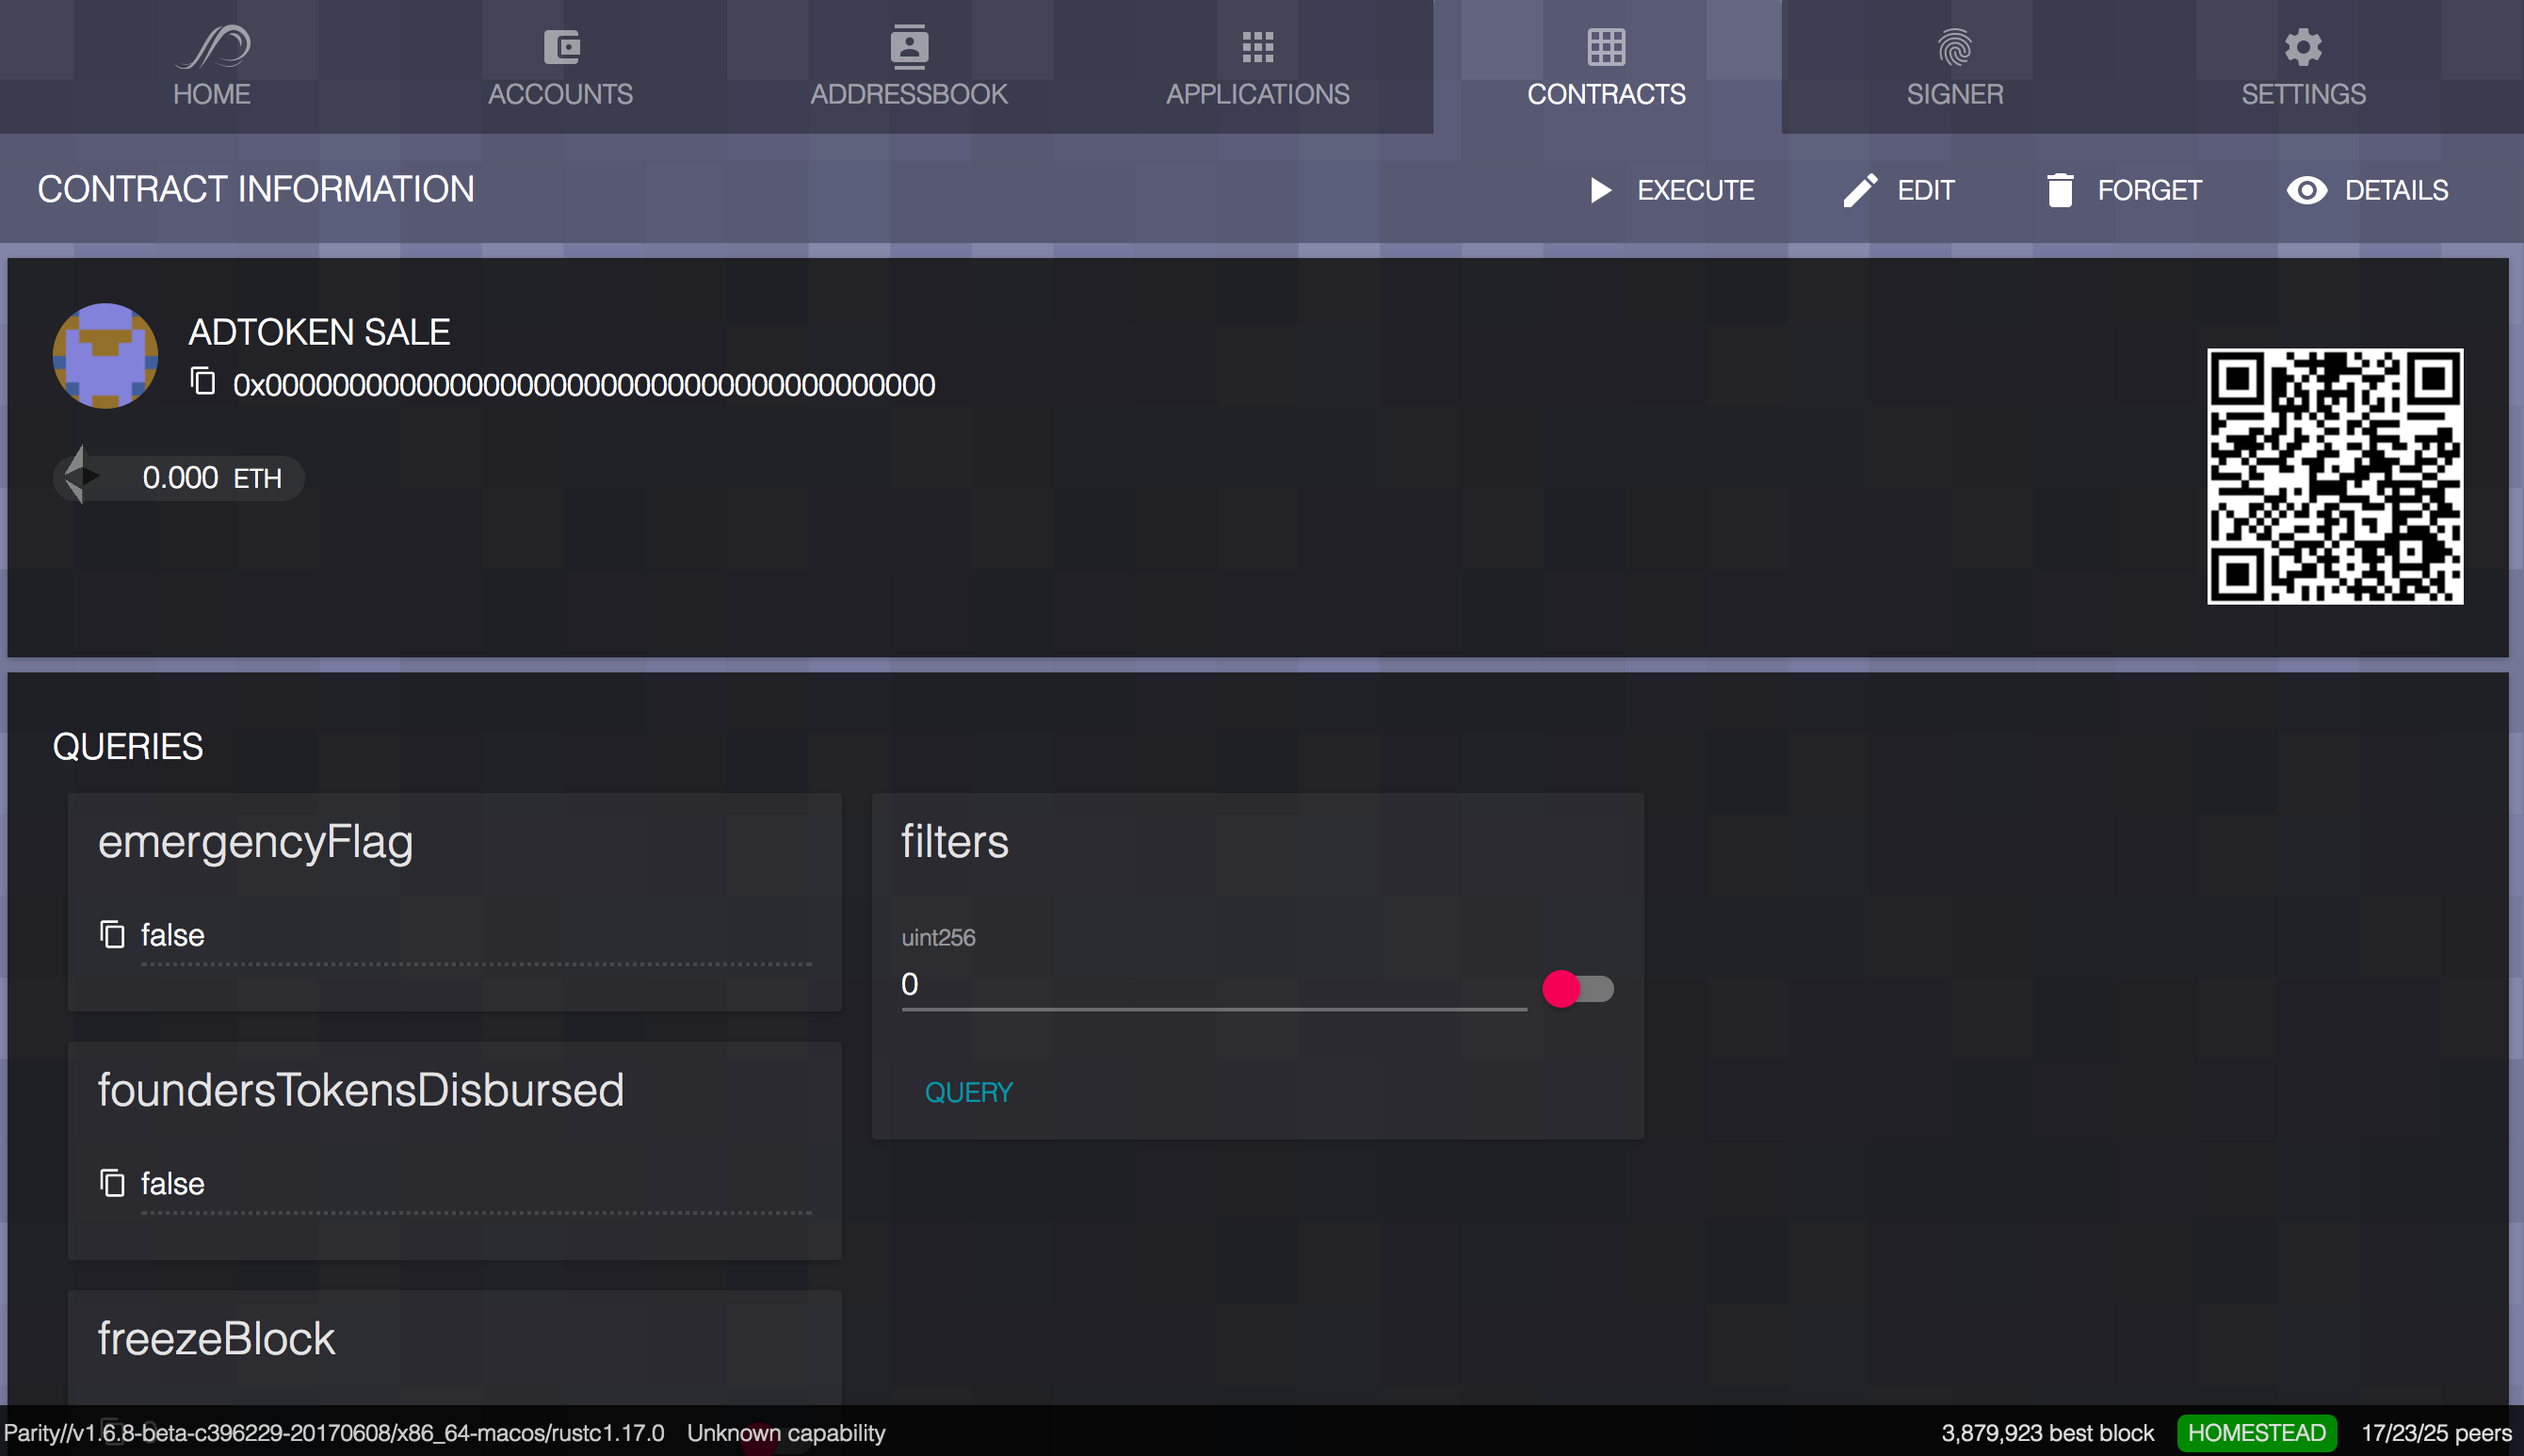 HOME
ACCOUNTS
ADDRESSBOOK
APPLICATIONS
CONTRACTS
SIGNER
SETTINGS
CONTRACT INFORMATION
EXECUTE
EDIT
FORGET
DETAILS
ADTOKEN SALE
0x0000000000000000000000000000000000000000
0.000 ETH
QUERIES
emergencyFlag
false
filters
uint256
0
QUERY
foundersTokensDisbursed
false
freezeBlock
Parity//v1.6.8-beta-c396229-20170608/x86_64-macos/rustc1.17.0 Unknown capability
3,879,923 best block
HOMESTEAD
17/23/25 peers